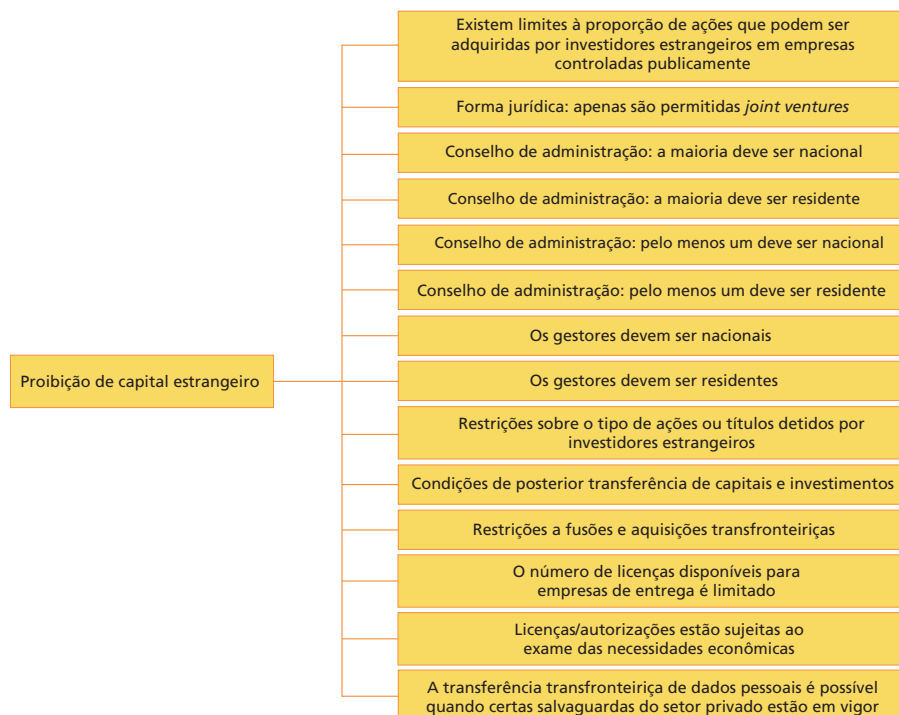 Existem limites à proporção de ações que podem ser
adquiridas por investidores estrangeiros em empresas
controladas publicamente
Forma jurídica: apenas são permitidas joint ventures
Conselho de administração: a maioria deve ser nacional
Conselho de administração: a maioria deve ser residente
Conselho de administração: pelo menos um deve ser nacional
Conselho de administração: pelo menos um deve ser residente
Os gestores devem ser nacionais
Proibição de capital estrangeiro
Os gestores devem ser residentes
Restrições sobre o tipo de ações ou títulos detidos por
investidores estrangeiros
Condições de posterior transferência de capitais e investimentos
Restrições a fusões e aquisições transfronteiriças
O número de licenças disponíveis para
empresas de entrega é limitado
Licenças/autorizações estão sujeitas ao
exame das necessidades econômicas
A transferência transfronteiriça de dados pessoais é possível
quando certas salvaguardas do setor privado estão em vigor